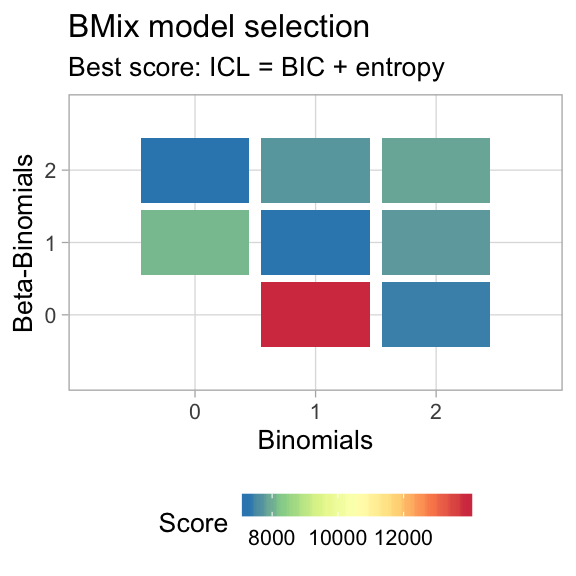 BMix model selection
Best score: ICL = BIC + entropy
Beta-Binomials
2
1
0
0 1 2
Binomials
Score
8000 10000 12000